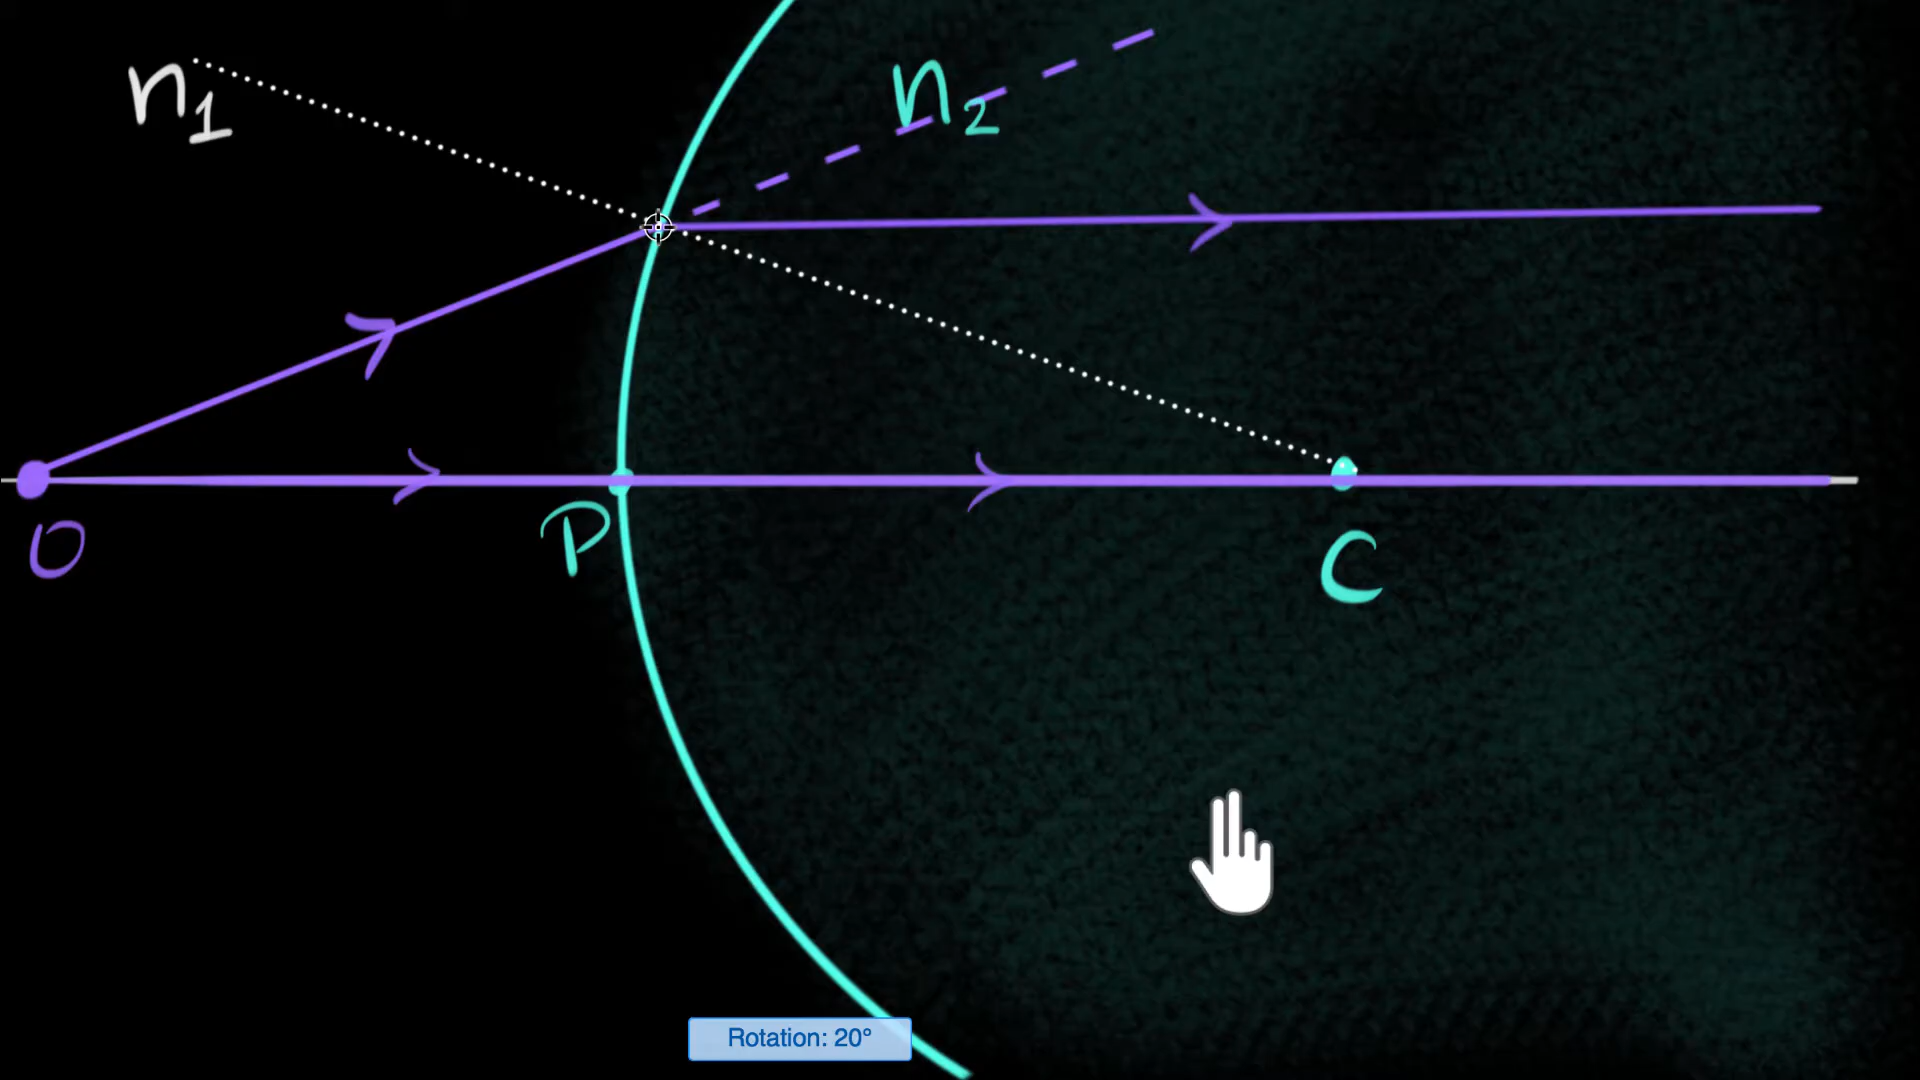 n₁
n₂
O
P
C
Rotation: 20°